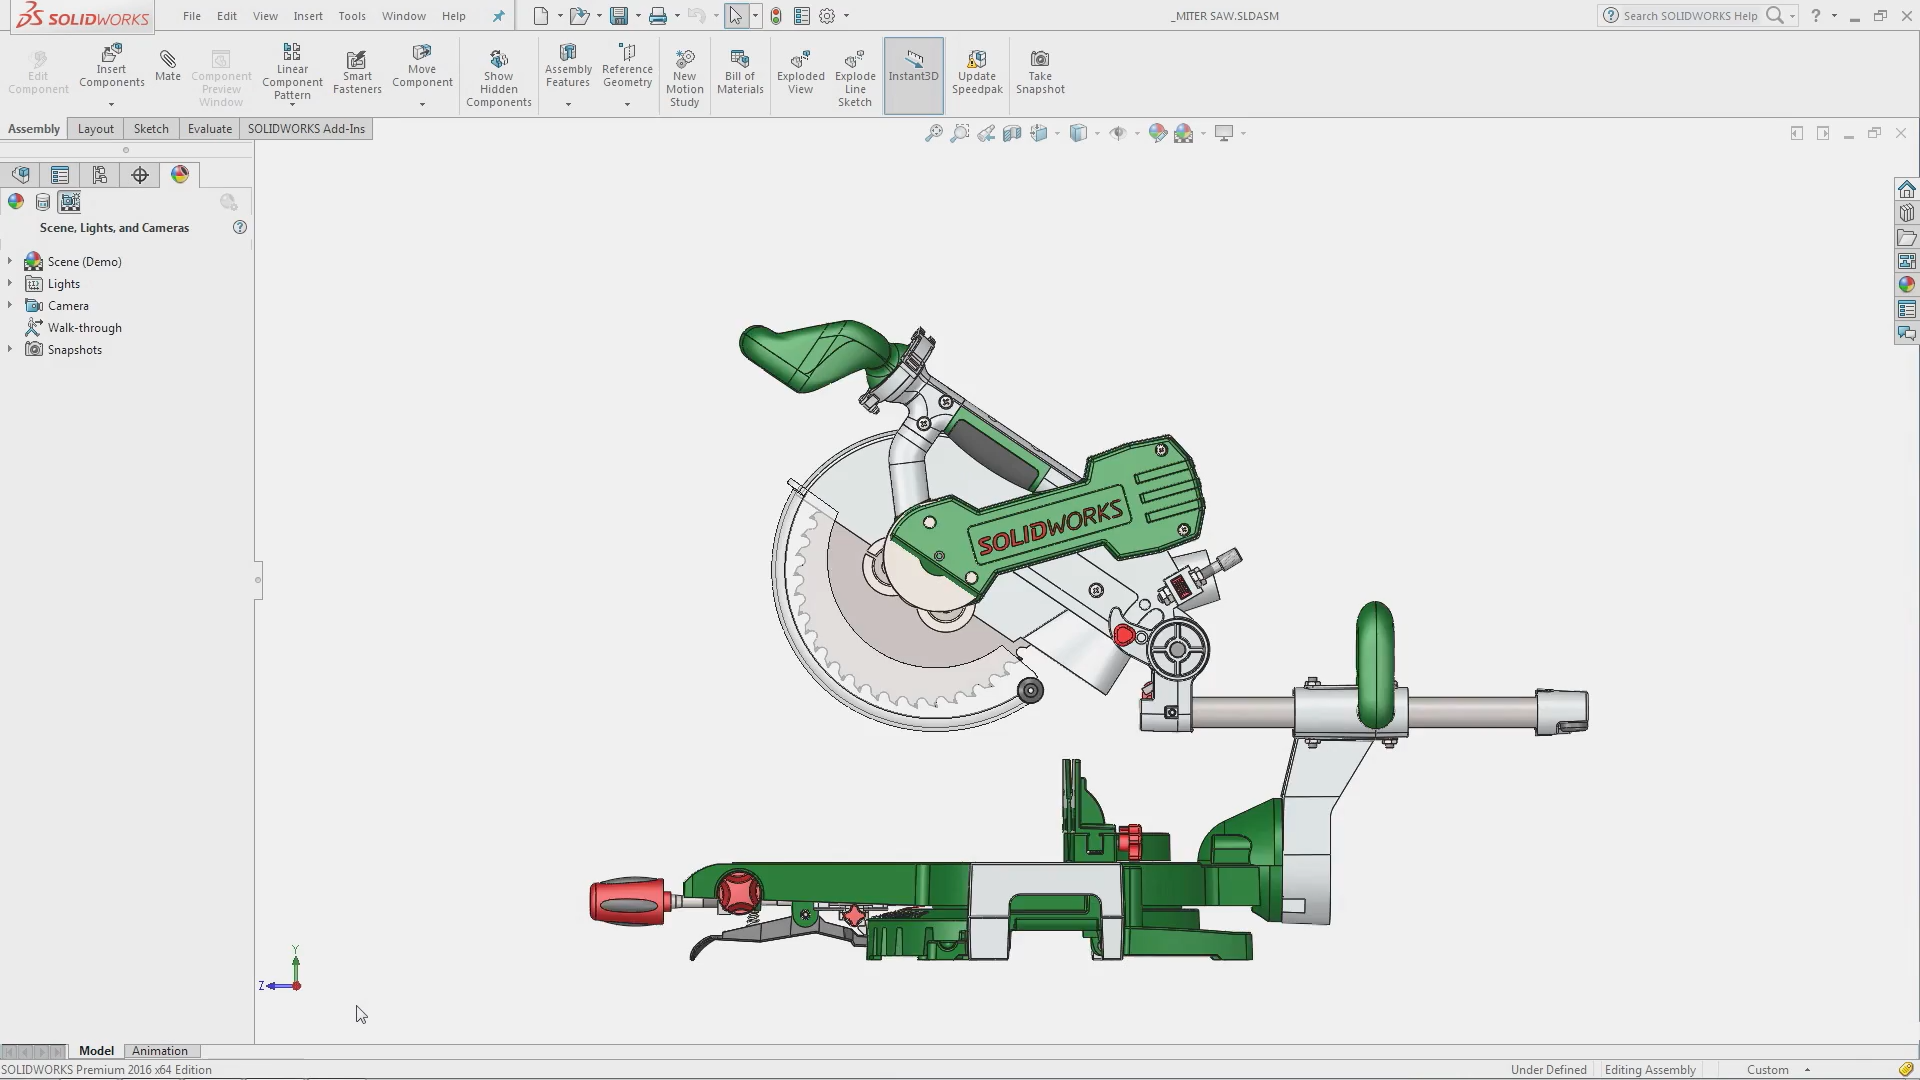 SOLIDWORKS
File Edit View Insert Tools Window Help
_MITER SAW.SLDASM
Search SOLIDWORKS Help
Edit Component
Insert Components
Mate
Component Preview Window
Linear Component Pattern
Smart Fasteners
Move Component
Show Hidden Components
Assembly Features
Reference Geometry
New Motion Study
Bill of Materials
Exploded View
Explode Line Sketch
Instant3D
Update Speedpak
Take Snapshot
Assembly Layout Sketch Evaluate SOLIDWORKS Add-Ins
Scene, Lights, and Cameras
Scene (Demo)
Lights
Camera
Walk-through
Snapshots
SOLIDWORKS
Y
Z
Model Animation
SOLIDWORKS Premium 2016 x64 Edition
Under Defined Editing Assembly Custom